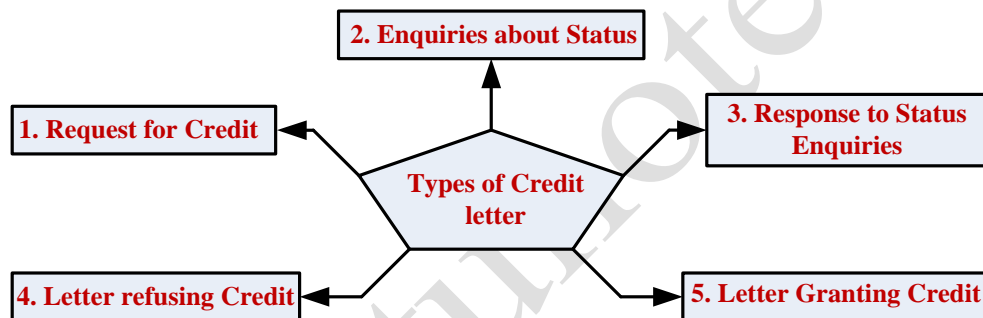 2. Enquiries about Status
1. Request for Credit
3. Response to Status
Enquiries
Types of Credit
letter
4. Letter refusing Credit
5. Letter Granting Credit